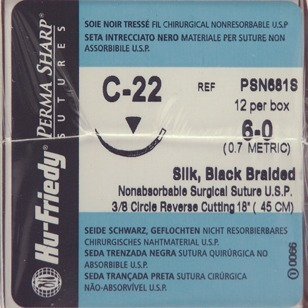 SOIE NOIR TRESSÉ FIL CHIRURGICAL NONRESORBABLE U.S.P.
SETA INTRECCIATO NERO MATERIALE PER SUTURE NON
ASSORBIBILE U.S.P.
Hu-Friedy
PERMA SHARP®
SUTURES
C-22
REF PSN681S
12 per box
6-0
(0.7 METRIC)
Silk, Black Braided
Nonabsorbable Surgical Suture U.S.P.
3/8 Circle Reverse Cutting 18" ( 45 CM)
SEIDE SCHWARZ, GEFLOCHTEN NICHT RESORBIERBARES
CHIRURGISCHES NAHTMATERIAL U.S.P.
SEDA TRENZADA NEGRA SUTURA QUIRÚRGICA NO
ABSORBIBLE U.S.P.
SEDA TRANÇADA PRETA SUTURA CIRÚRGICA
NÃO-ABSORVÍVEL U.S.P.
0086